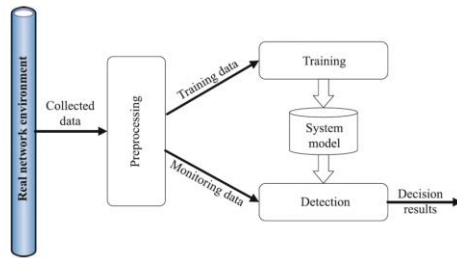 Real network environment
Collected
data
Preprocessing
Training data
Monitoring data
Training
System
model
Detection
Decision
results